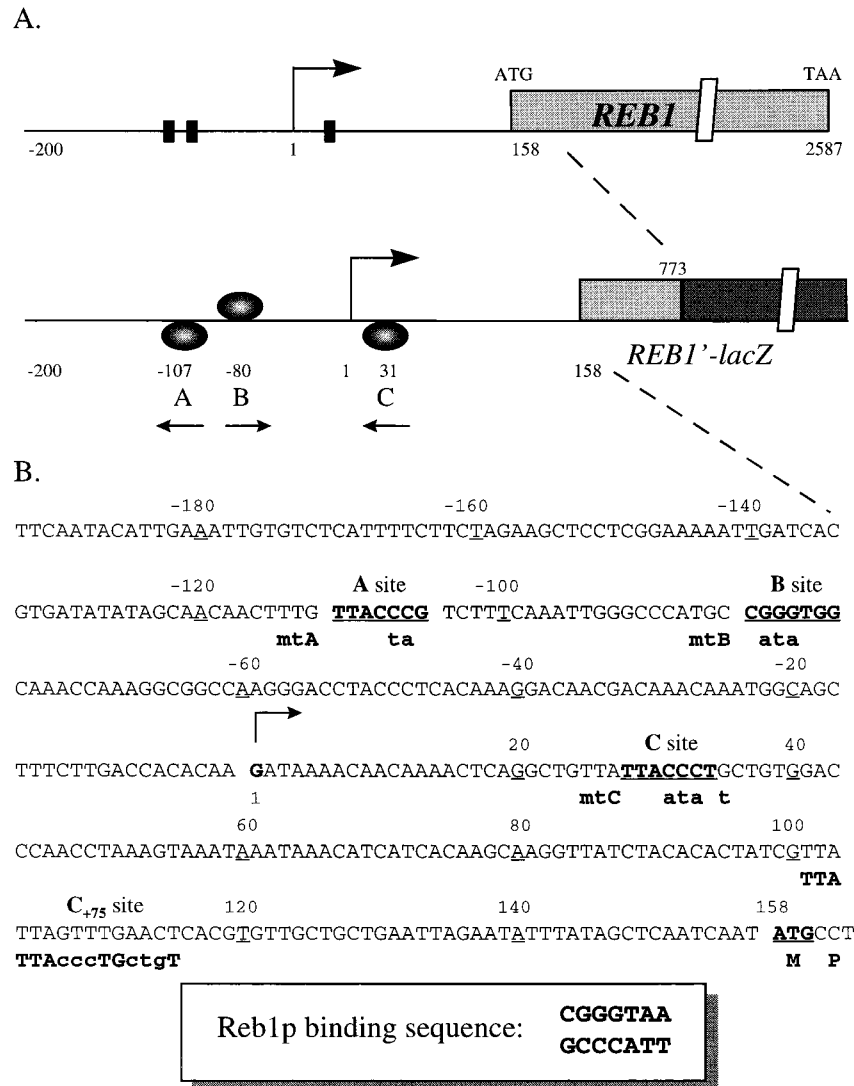 A.
ATG TAA
REB1
-200 1 158 2587
773
REB1'-lacZ
-200 -107 -80 1 31 158
A B C
B.
-180 -160 -140
TTCAATACATTGAAATTGTGTCTCATTTTCTTCTAGAAGCTCCTCGGAAAAATTGATCAC
-120 A site -100 B site
GTGATATATAGCAACAACTTTG TTACCCG TCTTTCAAATTGGGCCCATGC CGGGTGG
mtA ta mtB ata
-60 -40 -20
CAAACCAAAGGCGGCCAAGGGACCTACCCTCACAAAGGACAACGACAAACAAATGGCAGC
20 C site 40
TTTCTTGACCACACAA GATAAAACAACAAAACTCAGGCTGTTATTACCCTGCTGTGGAC
1 mtC ata t
60 80 100
CCAACCTAAAGTAAATAAATAAACATCATCACAAGCAAGGTTATCTACACACTATCGTTA
TTA
C+75 site 120 140 158
TTAGTTTGAACTCACGTGTTGCTGCTGAATTAGAATATTTATAGCTCAATCAAT ATGCCT
TTAcccTGctgT M P
Reb1p binding sequence: CGGGTAA
GCCCATT